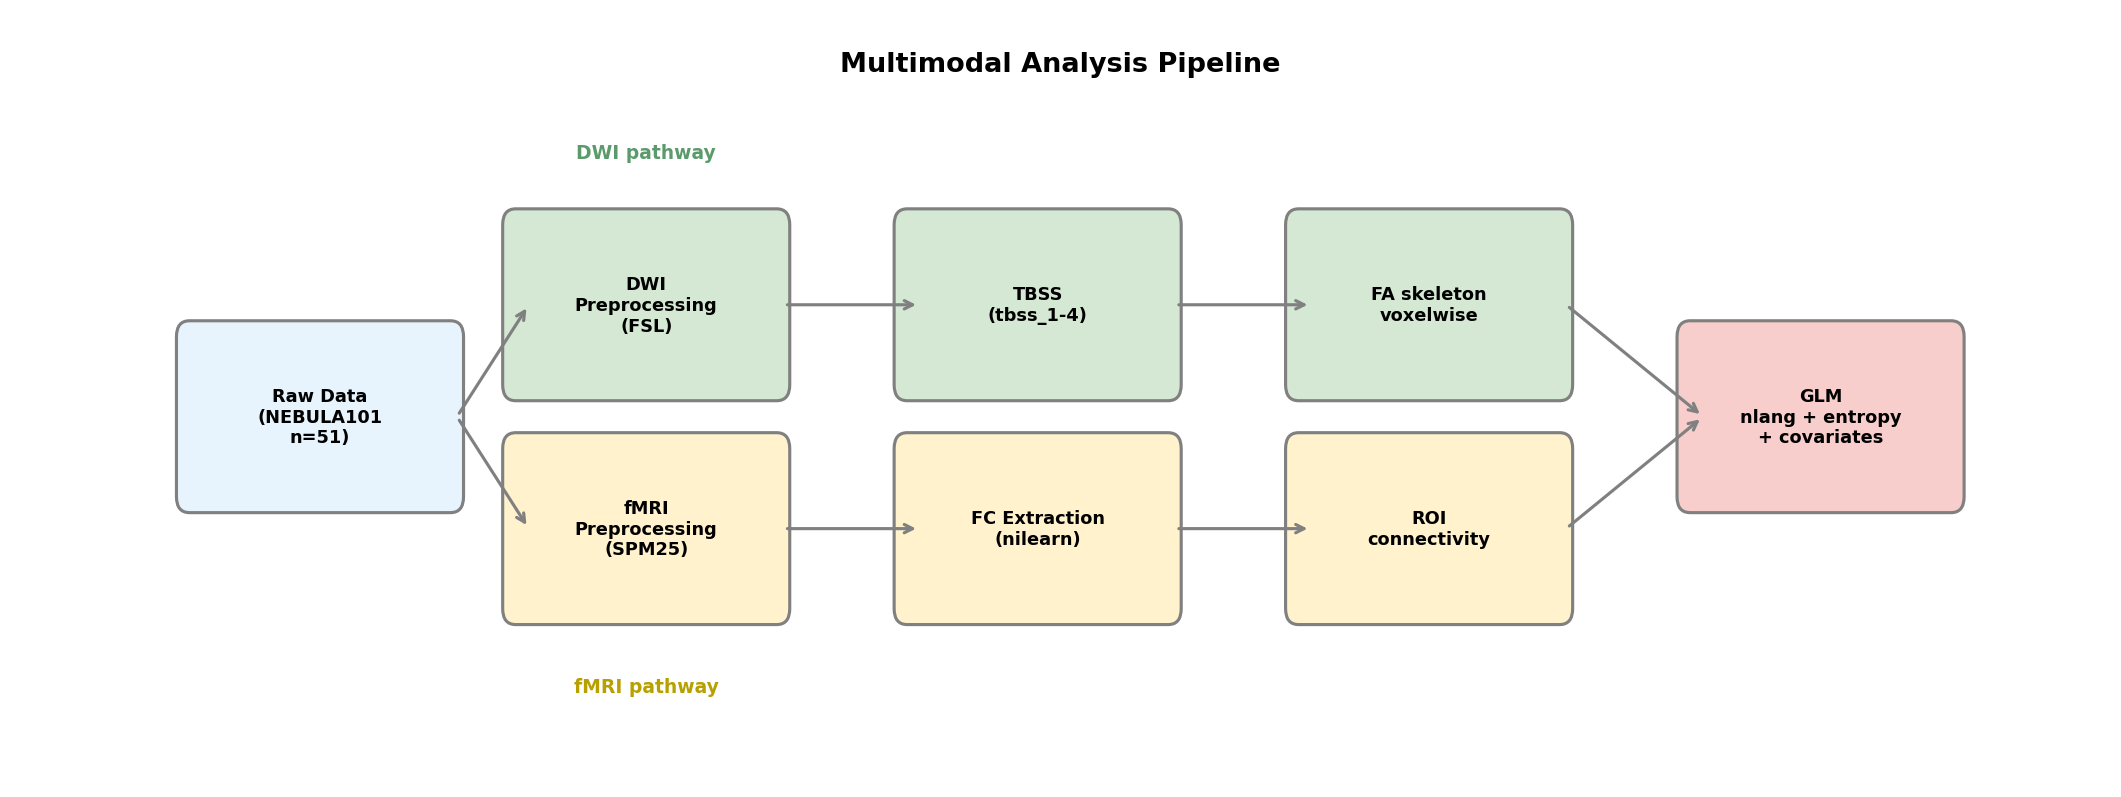 Multimodal Analysis Pipeline
DWI pathway
DWI
Preprocessing
(FSL)
TBSS
(tbss_1-4)
FA skeleton
voxelwise
Raw Data
(NEBULA101
n=51)
GLM
nlang + entropy
+ covariates
fMRI
Preprocessing
(SPM25)
FC Extraction
(nilearn)
ROI
connectivity
fMRI pathway